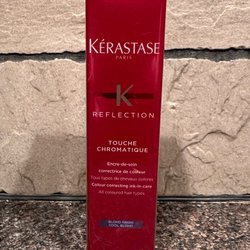 KÉRASTASE
PARIS
K
REFLECTION
TOUCHE
CHROMATIQUE
Encre-de-soin
correctrice de couleur
Tous types de cheveux colorés
Colour correcting ink-in-care
All coloured hair types
BLOND FROID
COOL BLOND